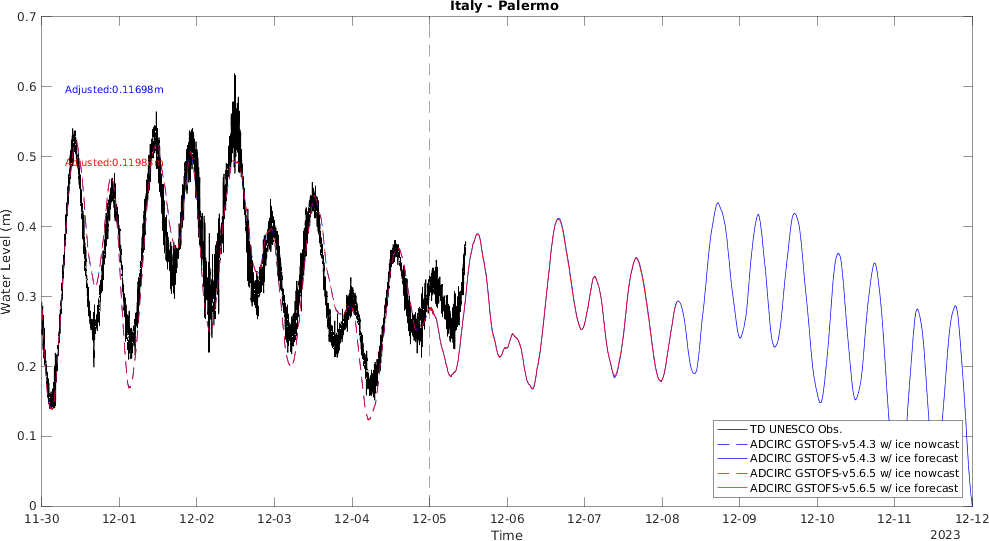 Italy - Palermo
0.7
0.6
0.5
0.4
0.3
0.2
0.1
0
Water Level (m)
Adjusted:0.11698m
TD UNESCO Obs.
ADCIRC GSTOFS-v5.4.3 w/ ice nowcast
ADCIRC GSTOFS-v5.4.3 w/ ice forecast
ADCIRC GSTOFS-v5.6.5 w/ ice nowcast
ADCIRC GSTOFS-v5.6.5 w/ ice forecast
11-30 12-01 12-02 12-03 12-04 12-05 12-06 12-07 12-08 12-09 12-10 12-11 12-12
Time
2023